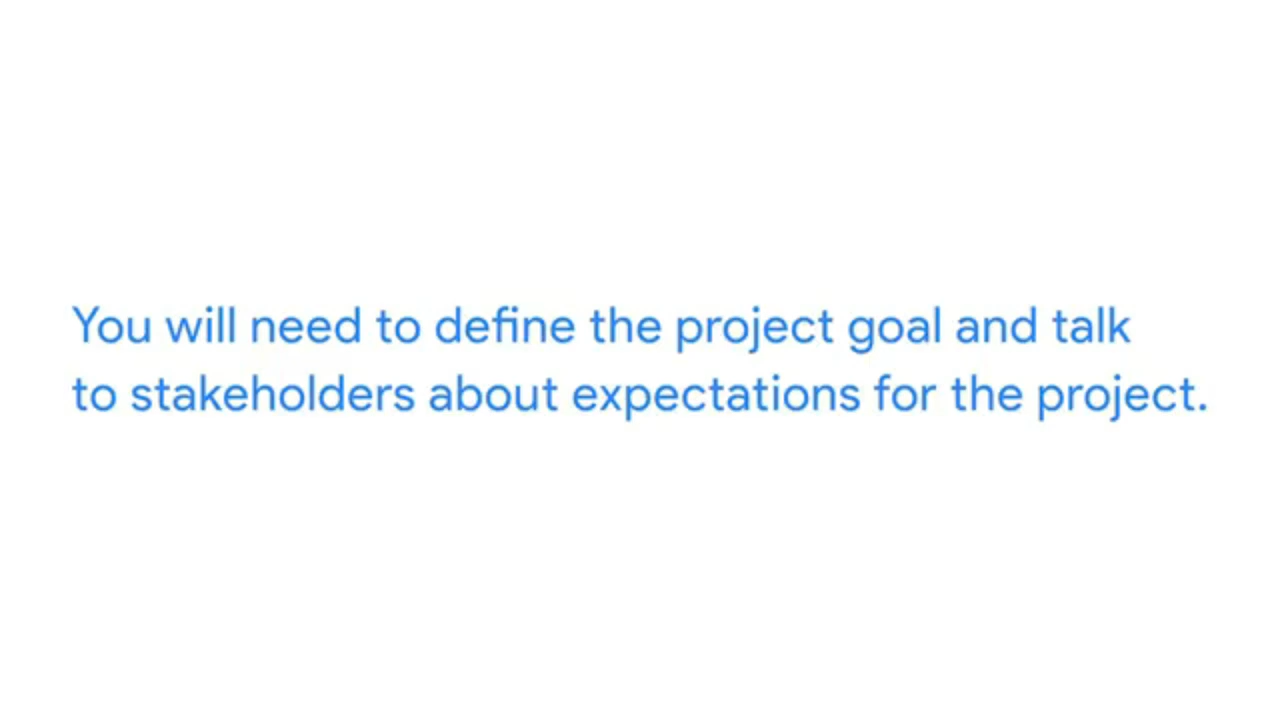 You will need to define the project goal and talk
to stakeholders about expectations for the project.